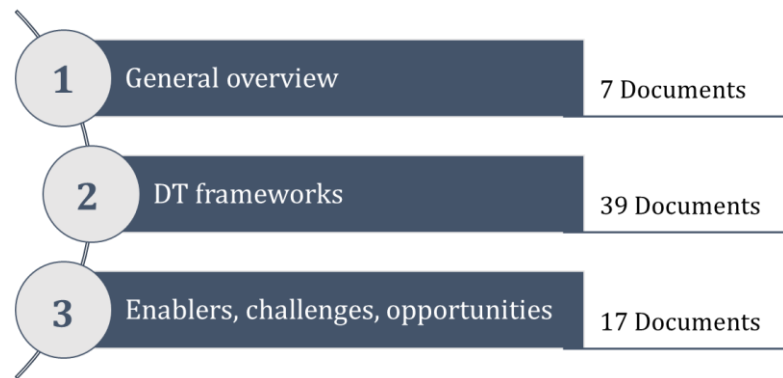 1
General overview
7 Documents
2
DT frameworks
39 Documents
3
Enablers, challenges, opportunities
17 Documents